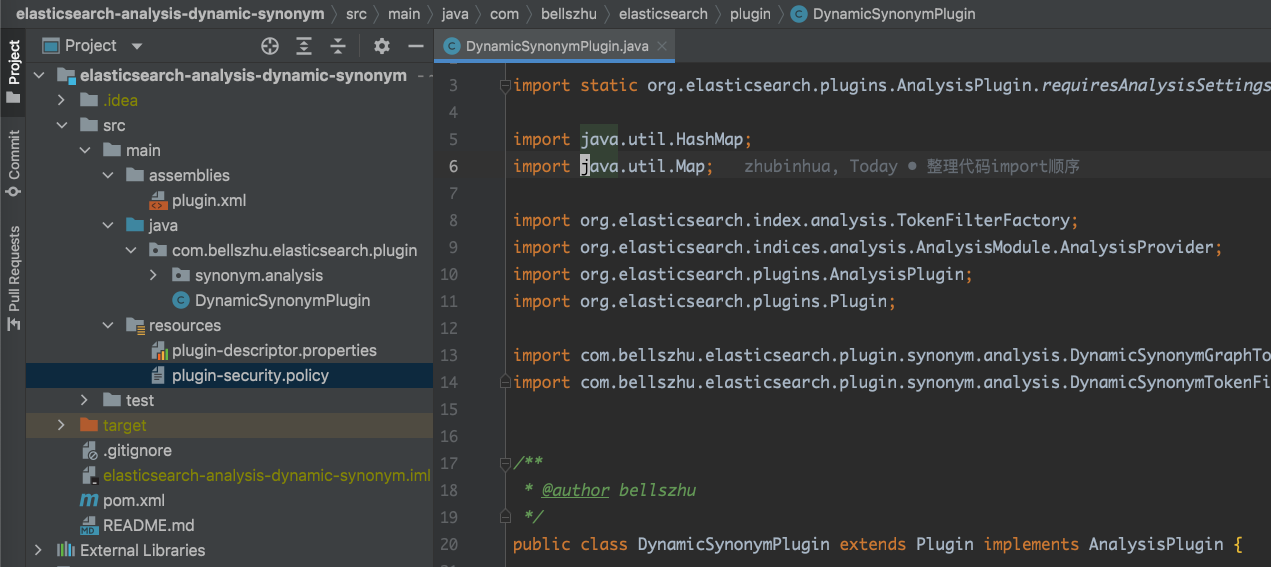 elasticsearch-analysis-dynamic-synonym 〉 src 〉 main 〉 java 〉 com 〉 bellszhu 〉 elasticsearch 〉 plugin 〉 DynamicSynonymPlugin
Project
Commit
Pull Requests
Project
elasticsearch-analysis-dynamic-synonym
.idea
src
main
assemblies
plugin.xml
java
com.bellszhu.elasticsearch.plugin
synonym.analysis
DynamicSynonymPlugin
resources
plugin-descriptor.properties
plugin-security.policy
test
target
.gitignore
elasticsearch-analysis-dynamic-synonym.iml
pom.xml
README.md
External Libraries
DynamicSynonymPlugin.java
3 import static org.elasticsearch.plugins.AnalysisPlugin.requiresAnalysisSettings
4
5 import java.util.HashMap;
6 import java.util.Map; zhubinhua, Today • 整理代码import顺序
7
8 import org.elasticsearch.index.analysis.TokenFilterFactory;
9 import org.elasticsearch.indices.analysis.AnalysisModule.AnalysisProvider;
10 import org.elasticsearch.plugins.AnalysisPlugin;
11 import org.elasticsearch.plugins.Plugin;
12
13 import com.bellszhu.elasticsearch.plugin.synonym.analysis.DynamicSynonymGraphTo
14 import com.bellszhu.elasticsearch.plugin.synonym.analysis.DynamicSynonymTokenFi
15
16
17 /**
18 * @author bellszhu
19 */
20 public class DynamicSynonymPlugin extends Plugin implements AnalysisPlugin {